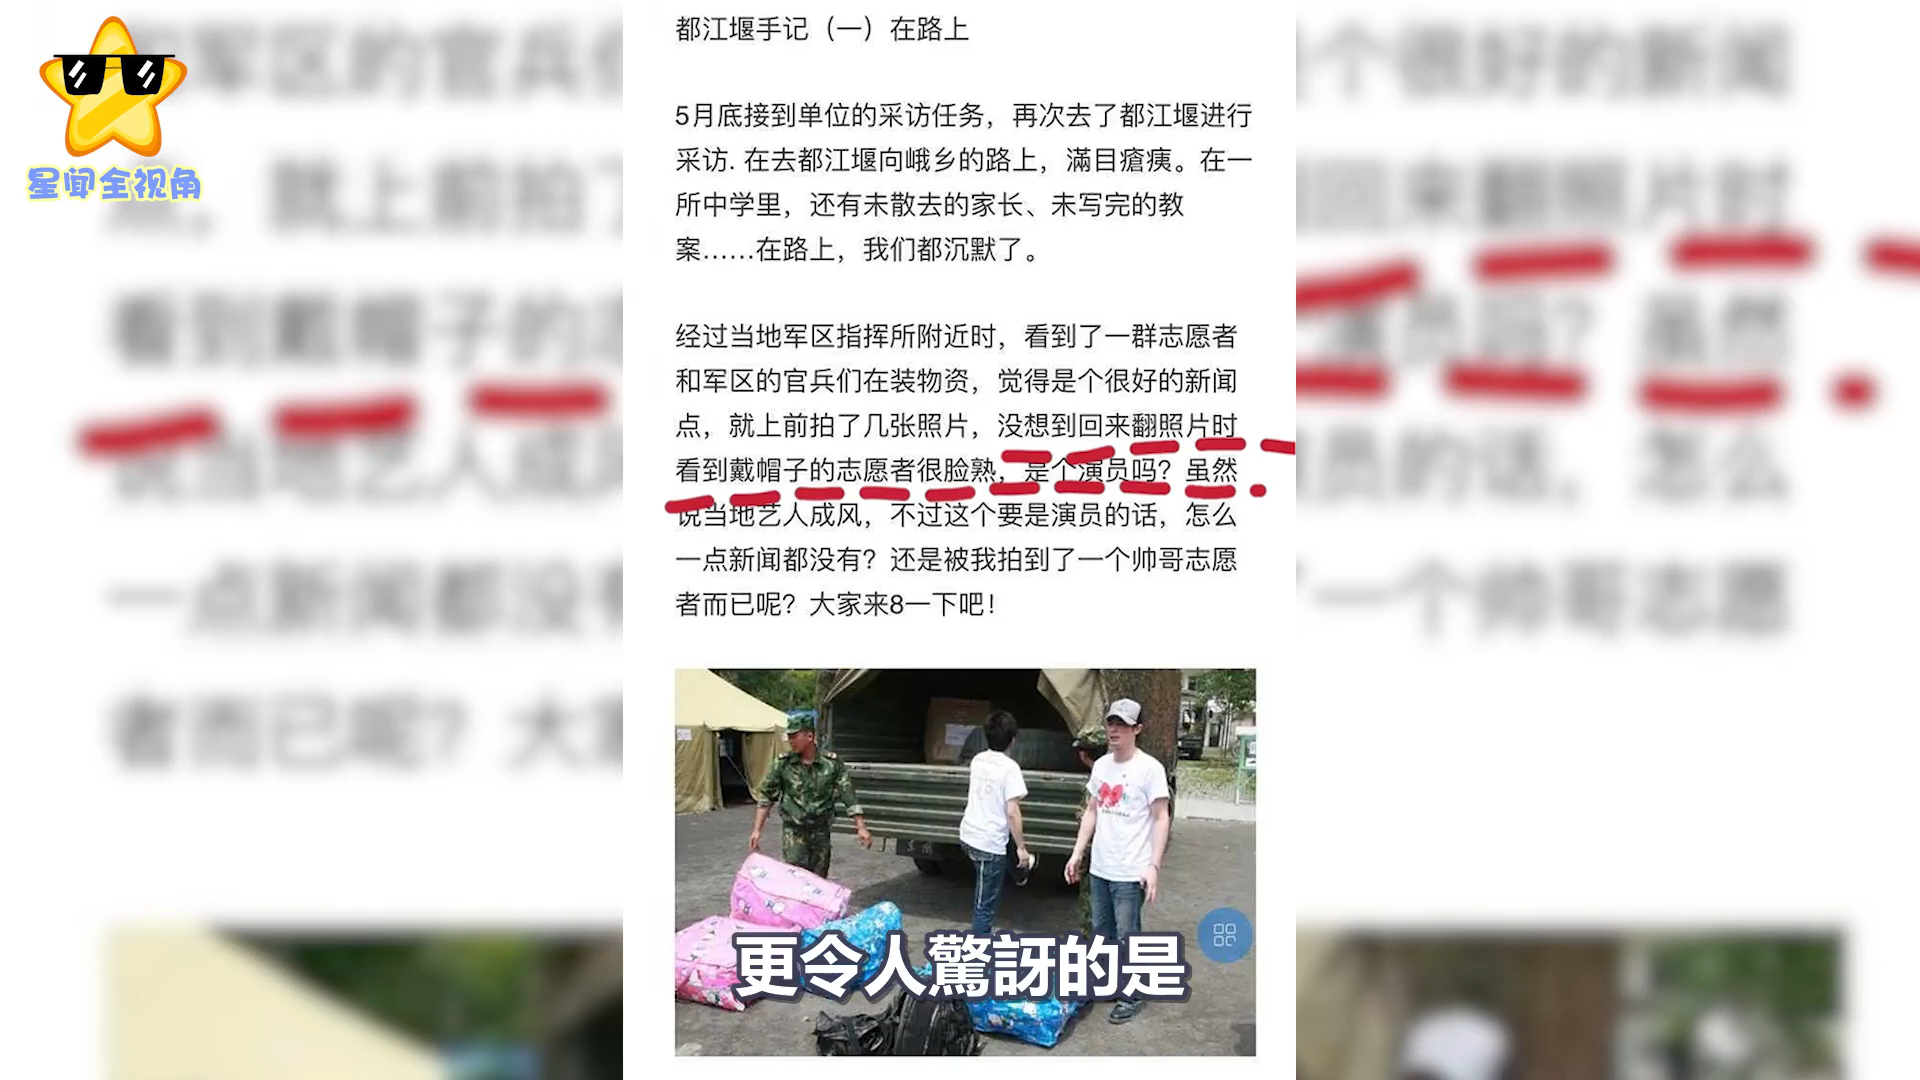 星闻全视角
都江堰手记（一）在路上
5月底接到单位的采访任务，再次去了都江堰进行
采访. 在去都江堰向峨乡的路上，滿目瘡痍。在一
所中学里，还有未散去的家长、未写完的教
案……在路上，我们都沉默了。
经过当地军区指挥所附近时，看到了一群志愿者
和军区的官兵们在装物资，觉得是个很好的新闻
点，就上前拍了几张照片，没想到回来翻照片时
看到戴帽子的志愿者很脸熟，是个演员吗？虽然
说当地艺人成风，不过这个要是演员的话，怎么
一点新闻都没有？还是被我拍到了一个帅哥志愿
者而已呢？大家来8一下吧！
更令人驚訝的是